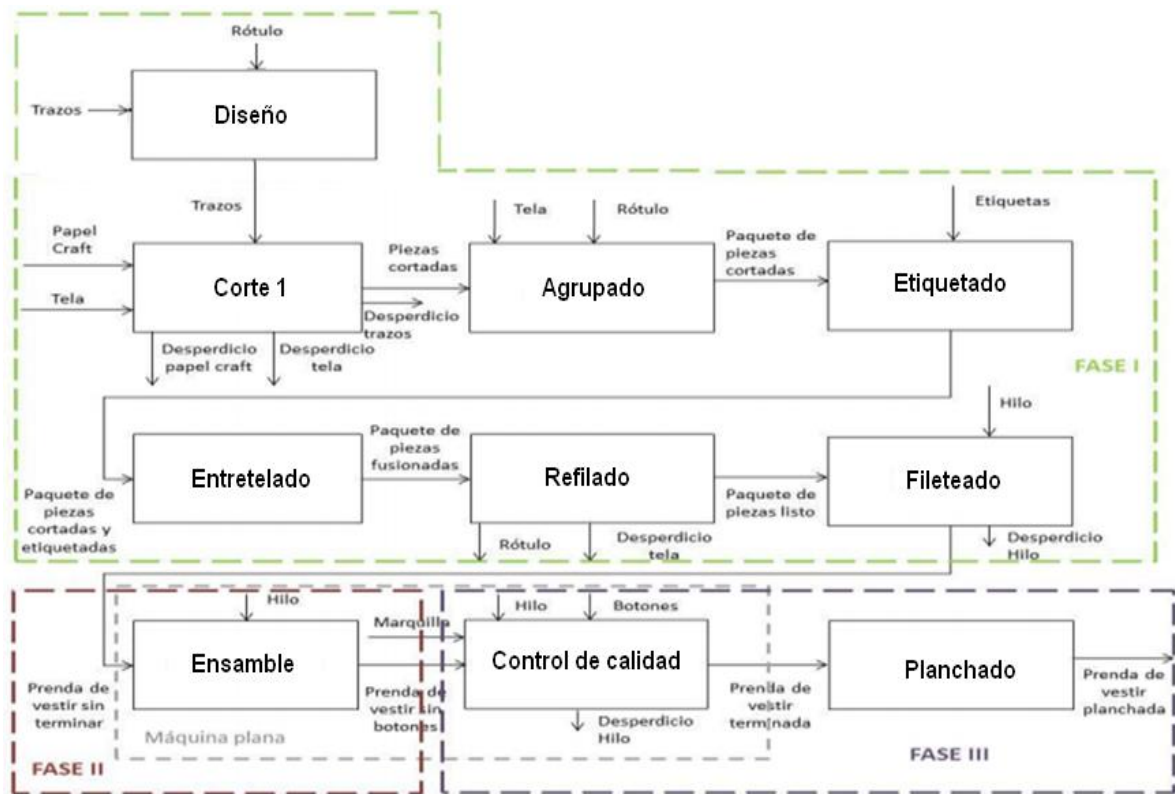 Rótulo
Trazos
Diseño
Trazos
Papel
Craft
Tela
Corte 1
Piezas
cortadas
Desperdicio
trazos
Desperdicio
papel craft
Desperdicio
tela
Tela
Rótulo
Agrupado
Paquete de
piezas
cortadas
Etiquetas
Etiquetado
FASE I
Paquete de
piezas
cortadas y
etiquetadas
Entretelado
Paquete de
piezas
fusionadas
Refilado
Rótulo
Desperdicio
tela
Paquete de
piezas listo
Hilo
Fileteado
Desperdicio
Hilo
Prenda de
vestir sin
terminar
Hilo
Ensamble
Marquilla
Prenda de
vestir sin
botones
Máquina plana
FASE II
Hilo
Botones
Control de calidad
Desperdicio
Hilo
Prenda de
vestir
terminada
Planchado
Prenda de
vestir
planchada
FASE III